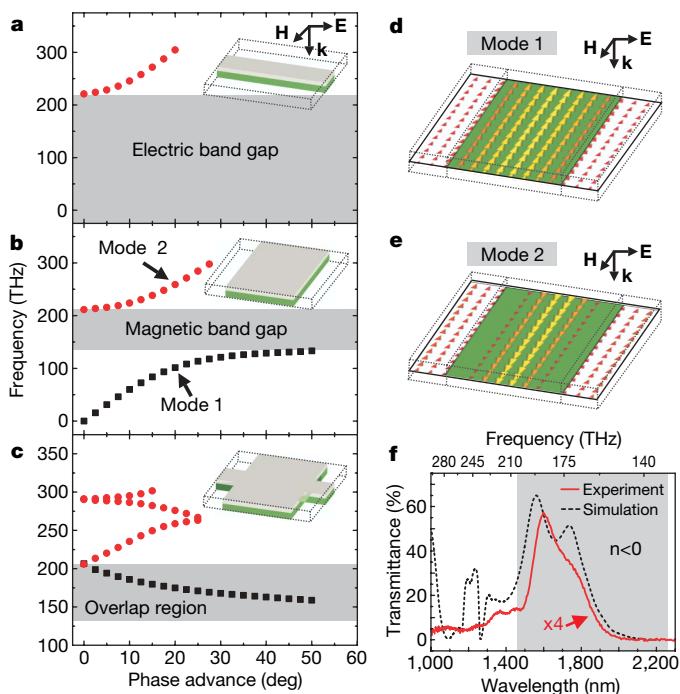 a
H
E
k
300
200
100
0
Electric band gap
b
Mode 2
300
200
100
0
Magnetic band gap
Mode 1
Frequency (THz)
c
350
300
250
200
150
100
Overlap region
0 10 20 30 40 50 60
Phase advance (deg)
d
Mode 1
H
E
k
e
Mode 2
H
E
k
f
Frequency (THz)
280 245 210 175 140
Experiment
Simulation
n<0
x4
60
40
20
0
Transmittance (%)
1,000 1,400 1,800 2,200
Wavelength (nm)